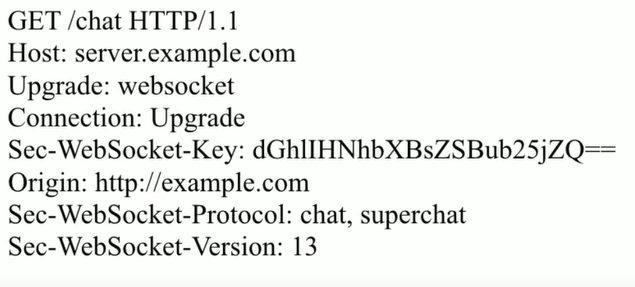 GET /chat HTTP/1.1
Host: server.example.com
Upgrade: websocket
Connection: Upgrade
Sec-WebSocket-Key: dGhlIHNhbXBsZSBub25jZQ==
Origin: http://example.com
Sec-WebSocket-Protocol: chat, superchat
Sec-WebSocket-Version: 13